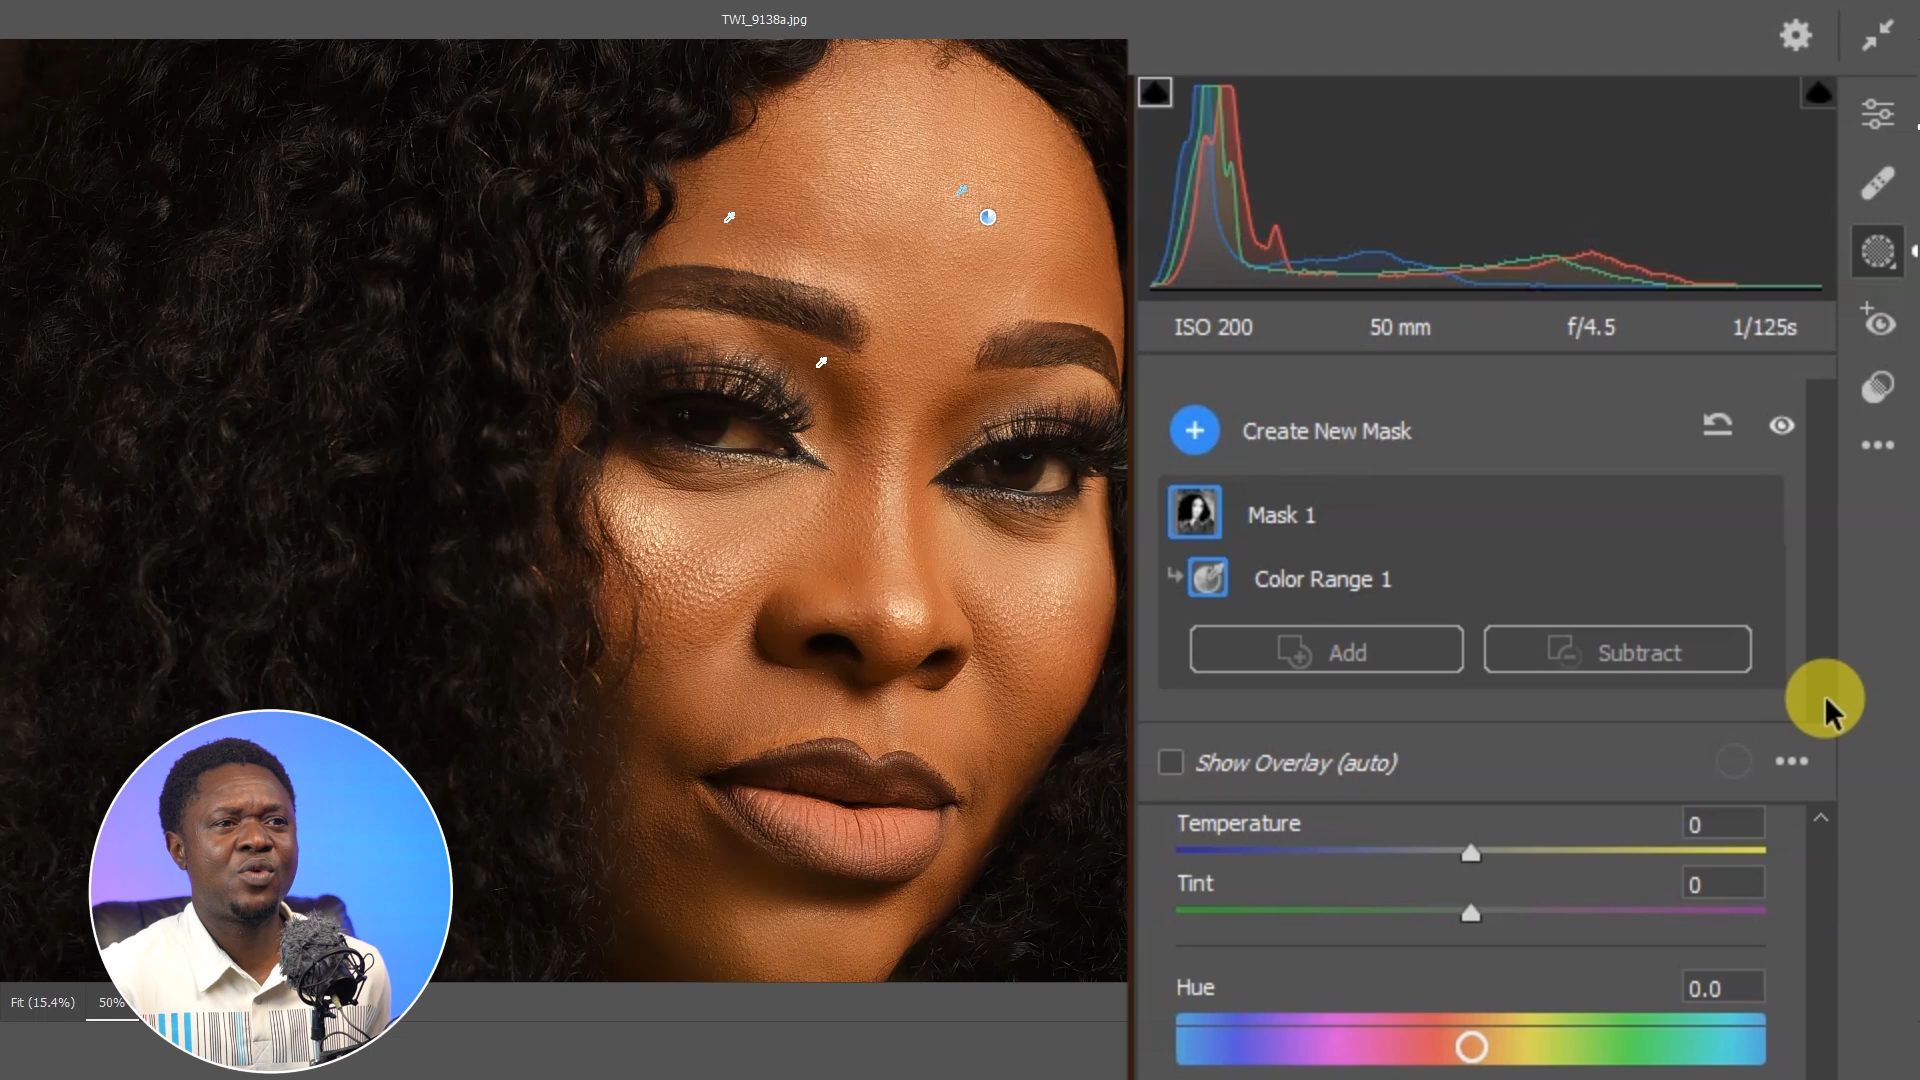 TWI_9138a.jpg
ISO 200 50 mm f/4.5 1/125s
Create New Mask
Mask 1
Color Range 1
Add Subtract
Show Overlay (auto)
Temperature 0
Tint 0
Hue 0.0
Fit (15.4%) 50%